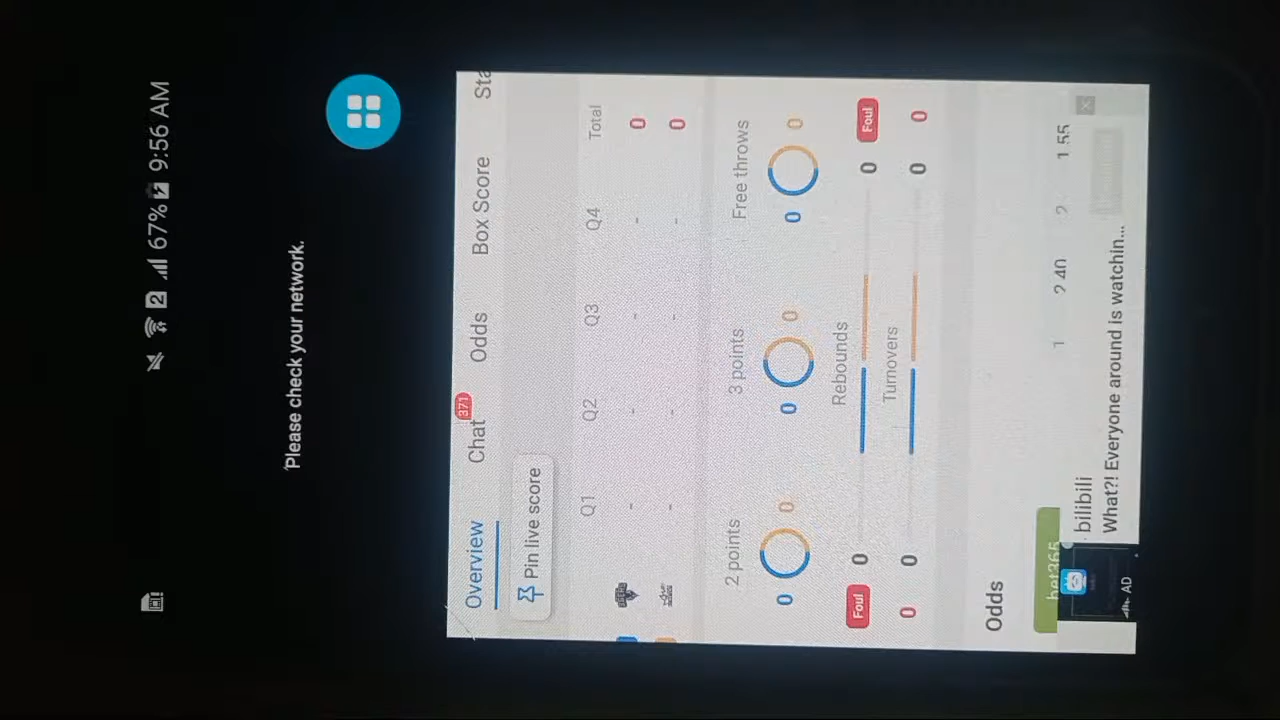 2 67% 9:56 AM
Please check your network.
Overview Chat 371 Odds Box Score Sta
Pin live score
Q1 Q2 Q3 Q4 Total
- - - - 0
- - - - 0
2 points 3 points Free throws
0 0 0 0 0 0
Rebounds
Foul 0 0 Foul
Turnovers
0 0 0 0
Odds
bet365 1 2.40 2 1.55
bilibili
What?! Everyone around is watchin...
AD